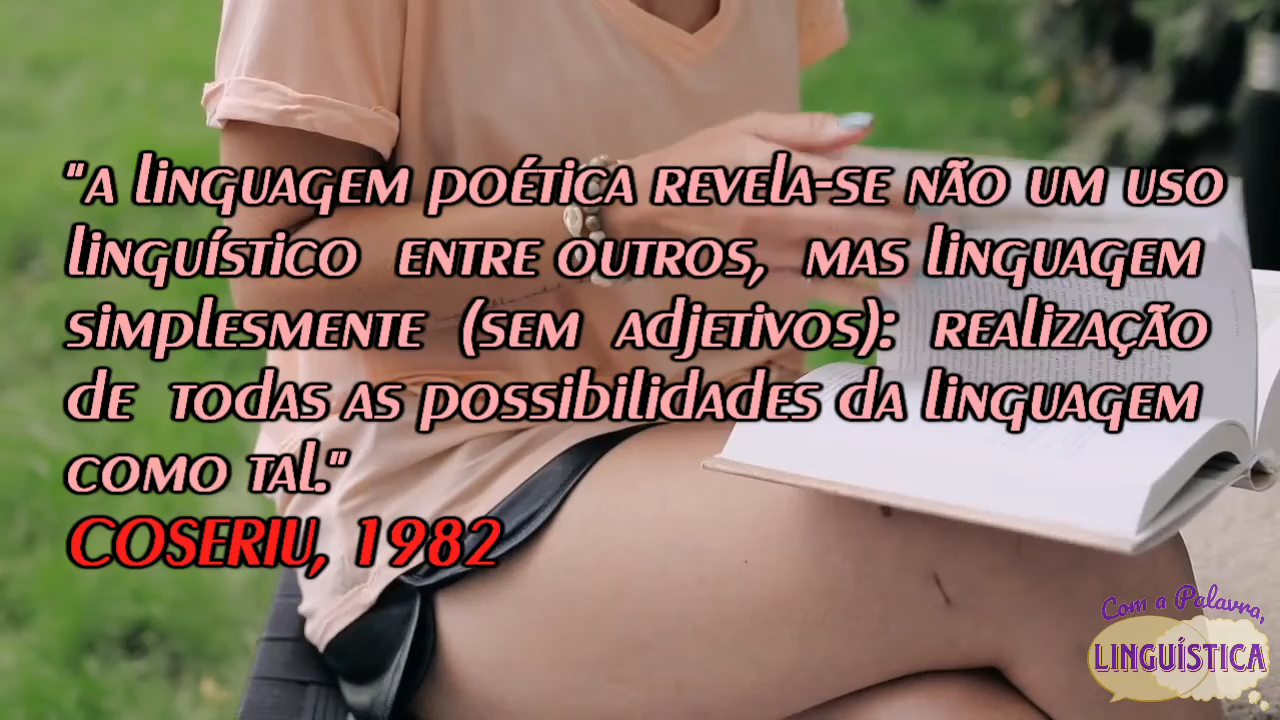 "A linguagem poética revela-se não um uso
linguístico entre outros, mas linguagem
simplesmente (sem adjetivos): realização
de todas as possibilidades da linguagem
como tal."
COSERIU, 1982
Com a Palavra,
LINGUÍSTICA